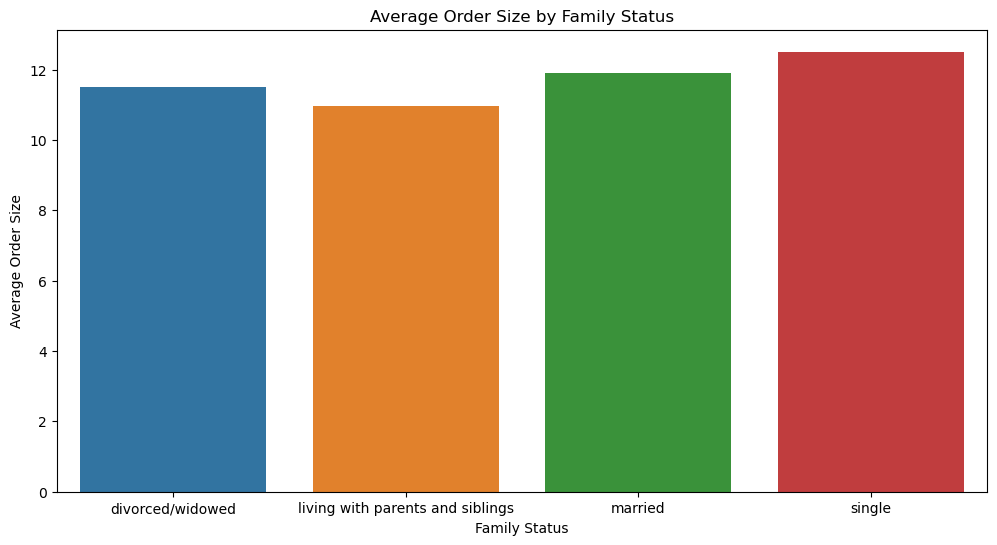 Average Order Size by Family Status
Average Order Size
12
10
8
6
4
2
0
divorced/widowed
living with parents and siblings
married
single
Family Status